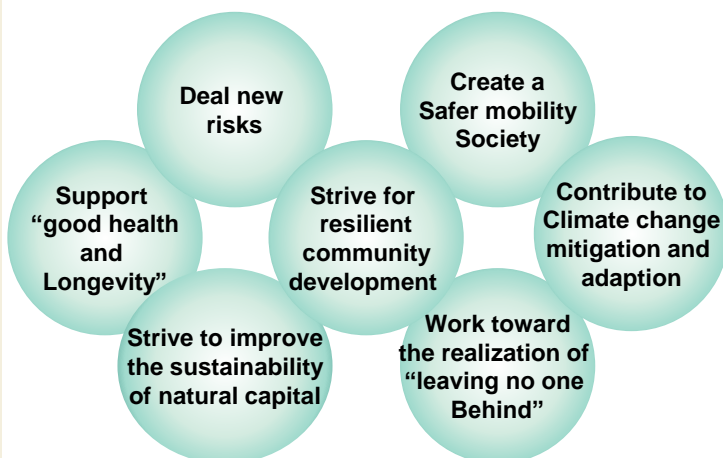 Deal new
risks
Create a
Safer mobility
Society
Support
“good health
and
Longevity”
Strive for
resilient
community
development
Contribute to
Climate change
mitigation and
adaption
Strive to improve
the sustainability
of natural capital
Work toward
the realization of
“leaving no one
Behind”